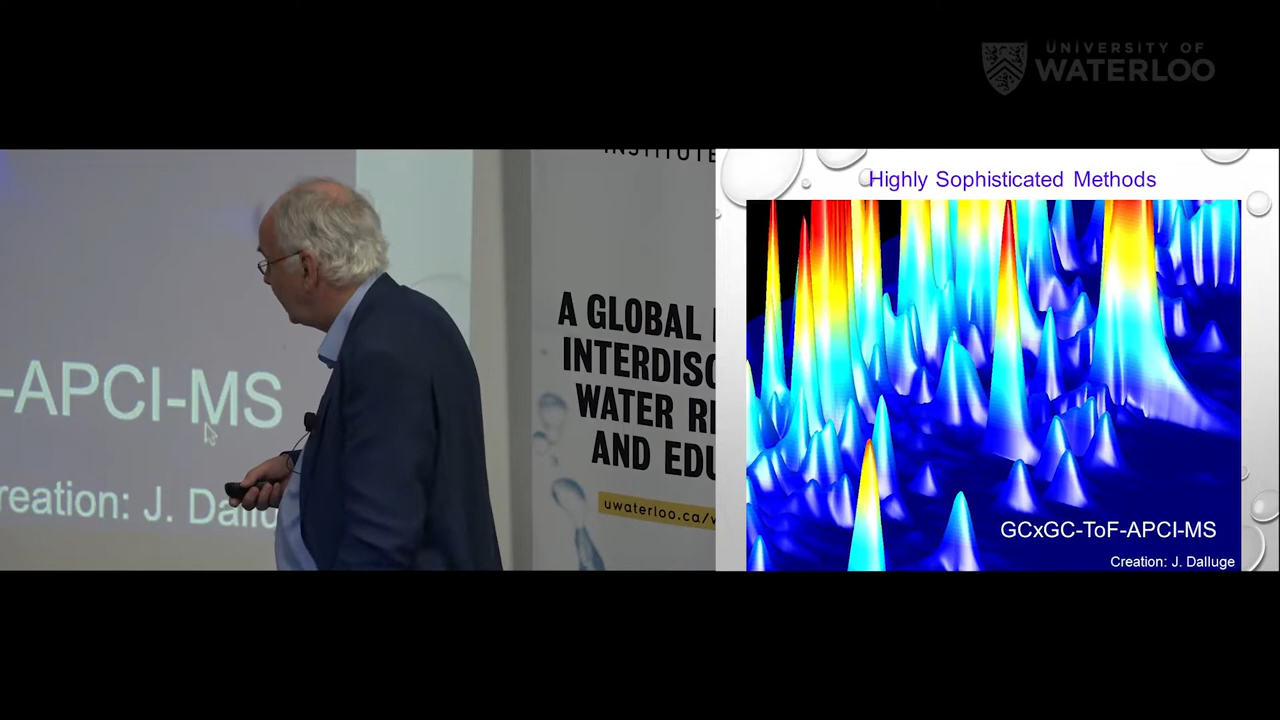 UNIVERSITY OF
WATERLOO
INSTITUTE
A GLOBAL
INTERDISC
WATER R
AND EDU
uwaterloo.ca/
-APCI-MS
reation: J. Dallu
Highly Sophisticated Methods
GCxGC-ToF-APCI-MS
Creation: J. Dalluge